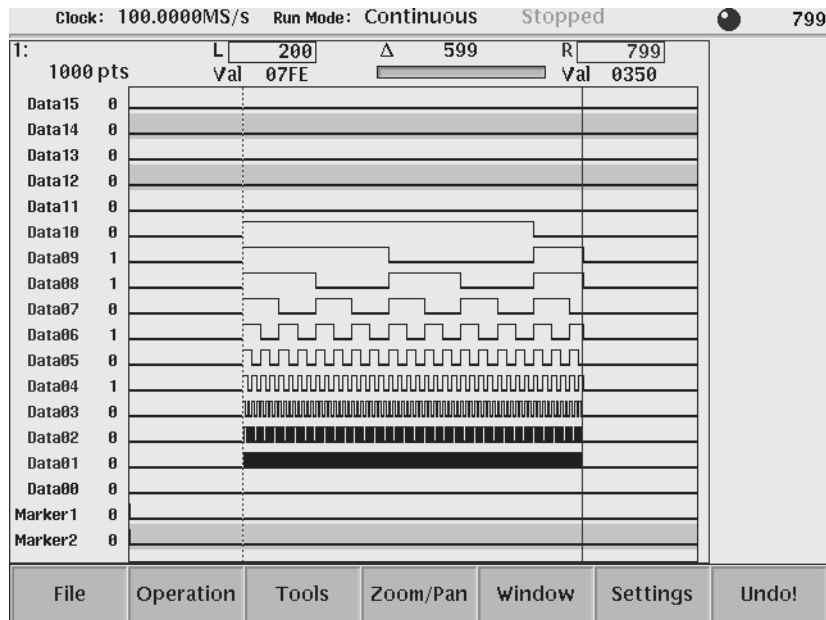 Clock: 100.0000MS/s Run Mode: Continuous Stopped 799
1: L 200 Δ 599 R 799
1000 pts Val 07FE Val 0350
Data15 0
Data14 0
Data13 0
Data12 0
Data11 0
Data10 0
Data09 1
Data08 1
Data07 0
Data06 1
Data05 0
Data04 1
Data03 0
Data02 0
Data01 0
Data00 0
Marker1 0
Marker2 0
File Operation Tools Zoom/Pan Window Settings Undo!